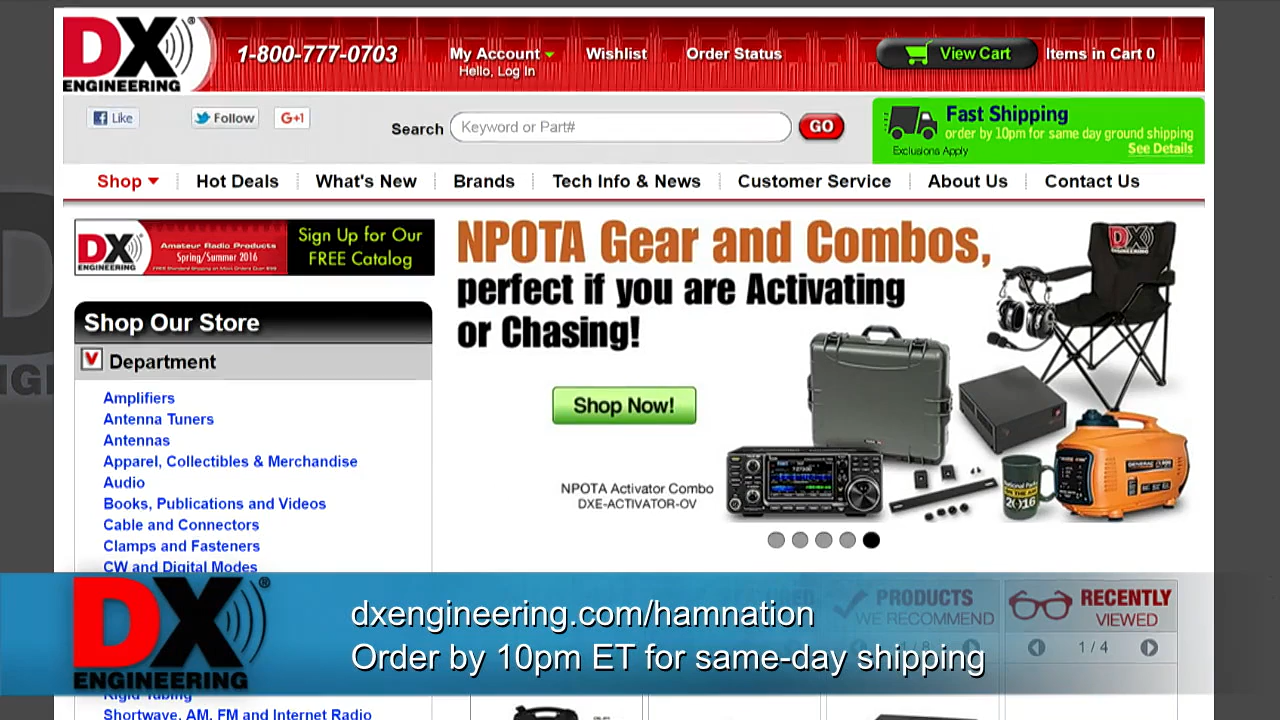 DX ®
ENGINEERING
1-800-777-0703
My Account
Hello, Log In
Wishlist
Order Status
View Cart
Items in Cart 0
Like
Follow
G+1
Search
Keyword or Part#
GO
Fast Shipping
order by 10pm for same day ground shipping
Exclusions Apply
See Details
Shop
Hot Deals
What's New
Brands
Tech Info & News
Customer Service
About Us
Contact Us
DX
ENGINEERING
Amateur Radio Products
Spring/Summer 2016
Sign Up for Our
FREE Catalog
NPOTA Gear and Combos,
perfect if you are Activating
or Chasing!
Shop Now!
NPOTA Activator Combo
DXE-ACTIVATOR-OV
DX
ENGINEERING
2016
Shop Our Store
Department
Amplifiers
Antenna Tuners
Antennas
Apparel, Collectibles & Merchandise
Audio
Books, Publications and Videos
Cable and Connectors
Clamps and Fasteners
CW and Digital Modes
PRODUCTS
WE RECOMMEND
RECENTLY
VIEWED
1 / 4
DX ®
ENGINEERING
dxengineering.com/hamnation
Order by 10pm ET for same-day shipping
Rigid Tubing
Shortwave, AM, FM and Internet Radio